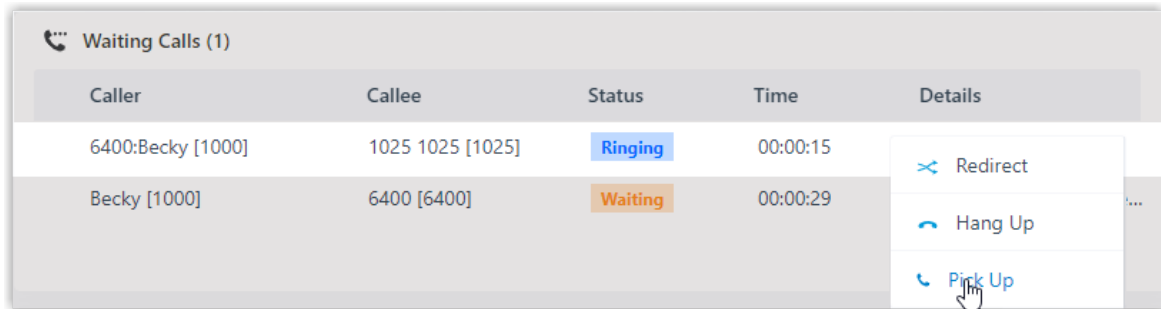 Waiting Calls (1)
Caller Callee Status Time Details
6400:Becky [1000] 1025 1025 [1025] Ringing 00:00:15
Redirect
Becky [1000] 6400 [6400] Waiting 00:00:29
Hang Up
Pick Up